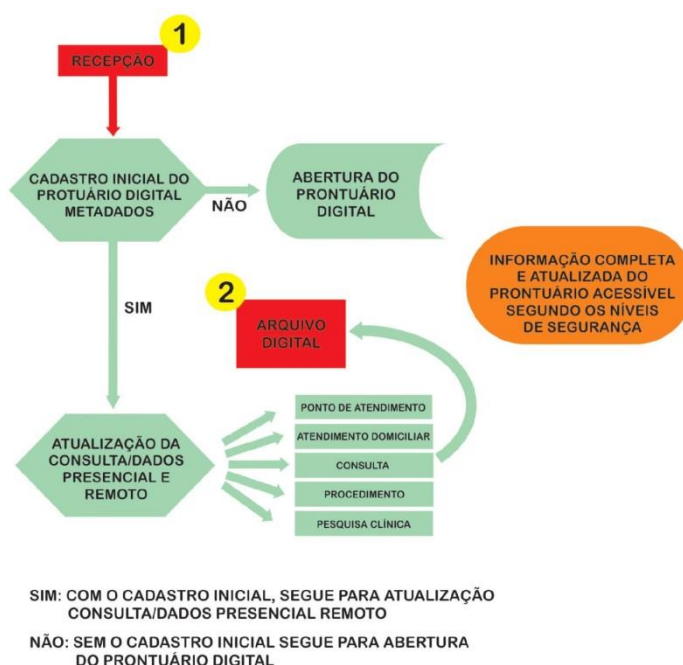 1
RECEPÇÃO
CADASTRO INICIAL DO
PROTUÁRIO DIGITAL
METADADOS
NÃO
ABERTURA DO
PRONTUÁRIO
DIGITAL
INFORMAÇÃO COMPLETA
E ATUALIZADA DO
PRONTUÁRIO ACESSÍVEL
SEGUNDO OS NÍVEIS
DE SEGURANÇA
SIM
2
ARQUIVO
DIGITAL
ATUALIZAÇÃO DA
CONSULTA/DADOS
PRESENCIAL E
REMOTO
PONTO DE ATENDIMENTO
ATENDIMENTO DOMICILIAR
CONSULTA
PROCEDIMENTO
PESQUISA CLÍNICA
SIM: COM O CADASTRO INICIAL, SEGUE PARA ATUALIZAÇÃO
CONSULTA/DADOS PRESENCIAL REMOTO
NÃO: SEM O CADASTRO INICIAL SEGUE PARA ABERTURA
DO PRONTUÁRIO DIGITAL